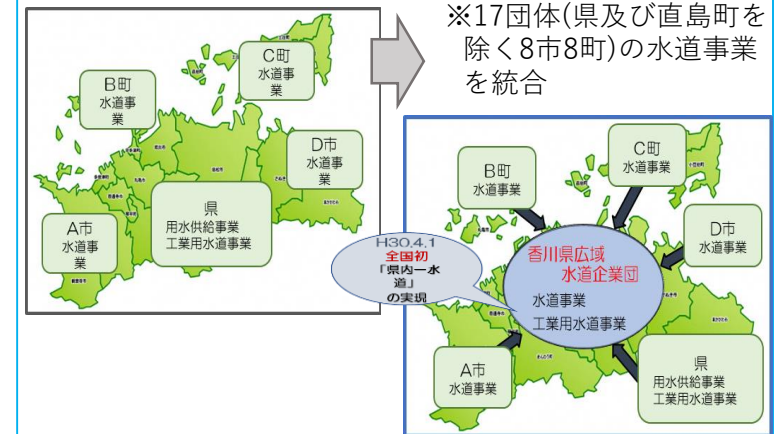 ※17団体(県及び直島町を
除く8市8町)の水道事業
を統合
C町
水道事
業
B町
水道事
業
D市
水道事
業
県
用水供給事業
工業用水道事業
A市
水道事
業
H30.4.1
全国初
「県内一水
道」
の実現
C町
水道事業
B町
水道事業
D市
水道事業
香川県広域
水道企業団
水道事業
工業用水道事業
A市
水道事業
県
用水供給事業
工業用水道事業